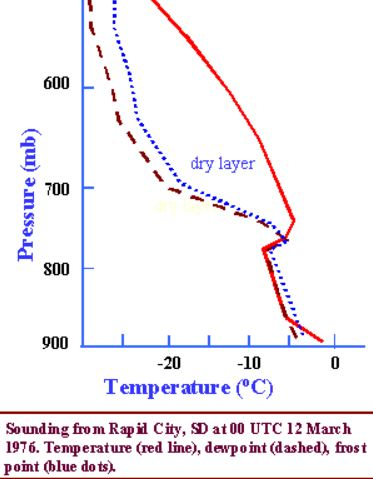 600
dry layer
700
Pressure (mb)
800
900
-20
-10
0
Temperature (ºC)
Sounding from Rapid City, SD at 00 UTC 12 March
1976. Temperature (red line), dewpoint (dashed), frost
point (blue dots).